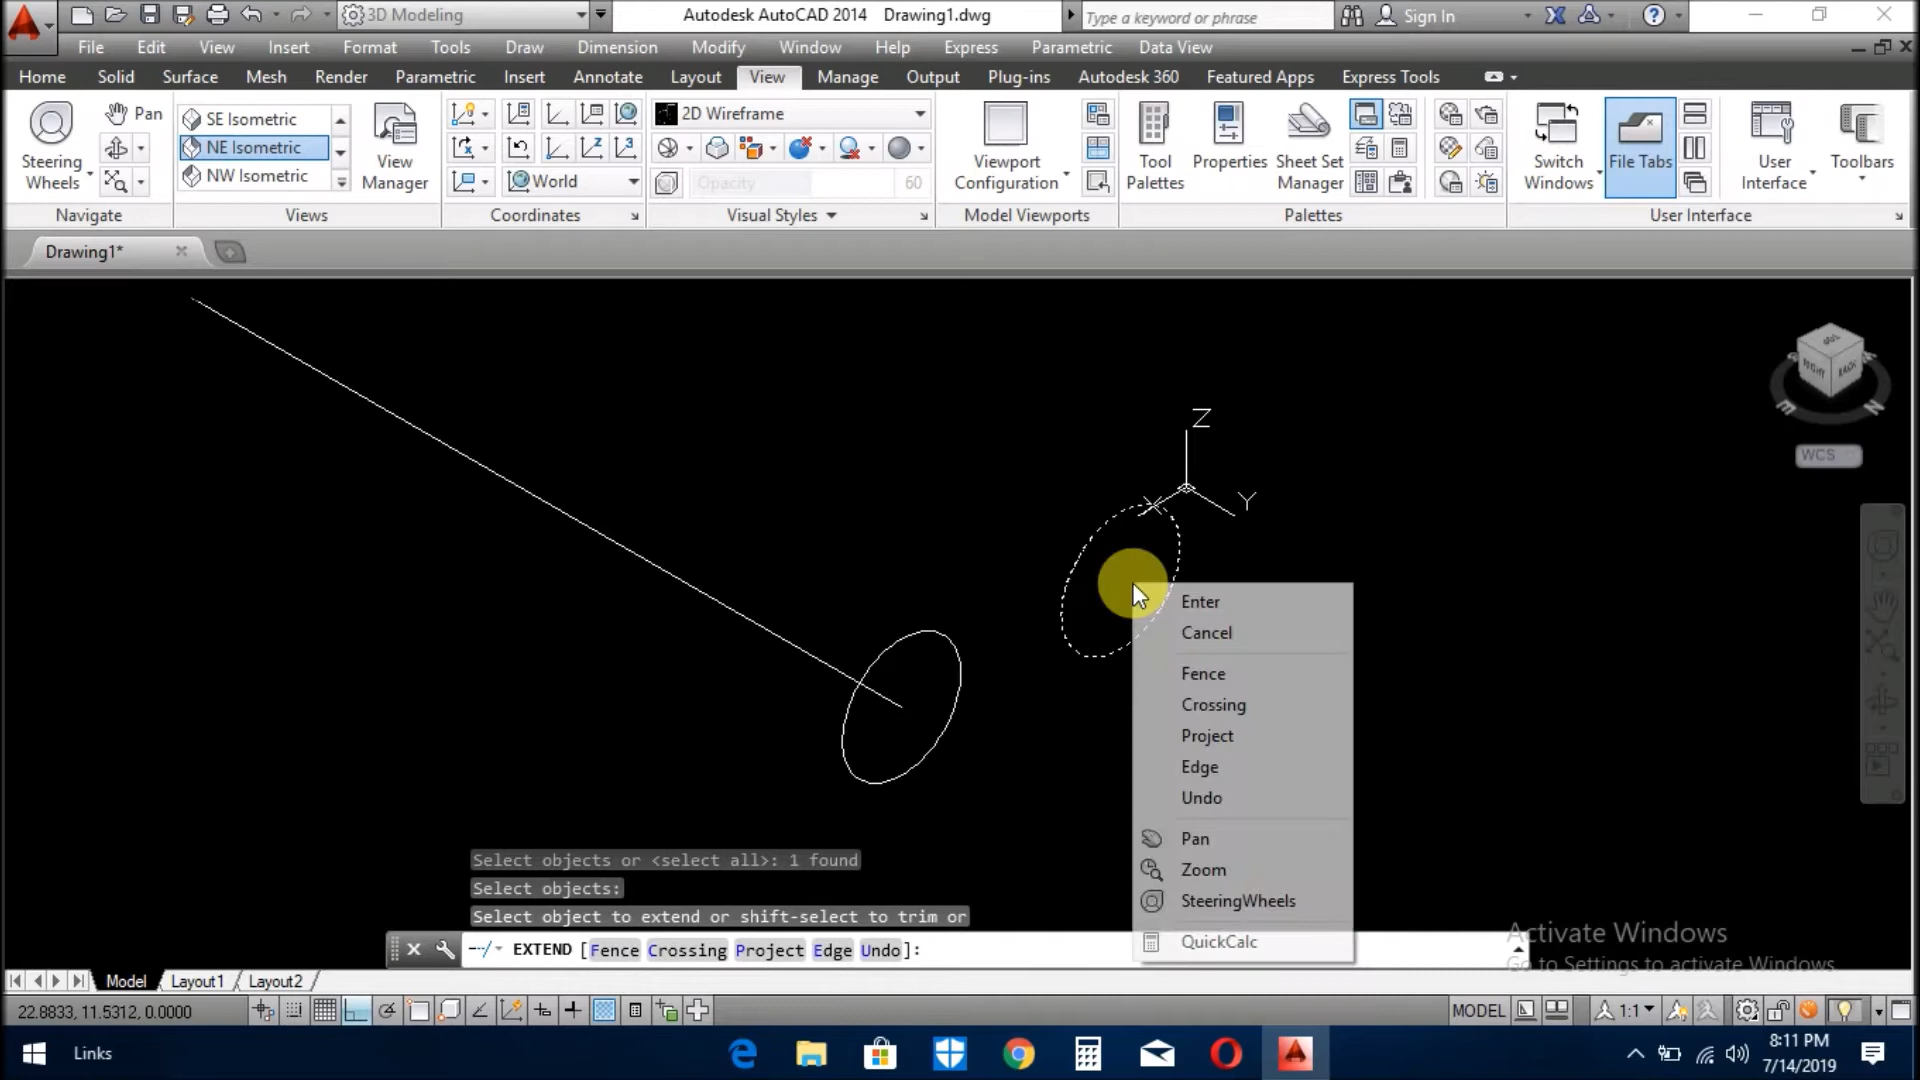 3D Modeling
Autodesk AutoCAD 2014 Drawing1.dwg
Type a keyword or phrase
Sign In
File Edit View Insert Format Tools Draw Dimension Modify Window Help Express Parametric Data View
Home Solid Surface Mesh Render Parametric Insert Annotate Layout View Manage Output Plug-ins Autodesk 360 Featured Apps Express Tools
Steering
Wheels
Pan
SE Isometric
NE Isometric
NW Isometric
View
Manager
World
2D Wireframe
Opacity 60
Viewport
Configuration
Tool
Palettes
Properties
Sheet Set
Manager
Switch
Windows
File Tabs
User
Interface
Toolbars
Navigate
Views
Coordinates
Visual Styles
Model Viewports
Palettes
User Interface
Drawing1*
Z
X
Y
TOP
RIGHT
BACK
E
N
WCS
Enter
Cancel
Fence
Crossing
Project
Edge
Undo
Pan
Zoom
SteeringWheels
QuickCalc
Select objects or <select all>: 1 found
Select objects:
Select object to extend or shift-select to trim or
EXTEND [Fence Crossing Project Edge Undo]:
Activate Windows
Go to Settings to activate Windows.
Model Layout1 Layout2
22.8833, 11.5312, 0.0000
MODEL
1:1
Links
8:11 PM
7/14/2019